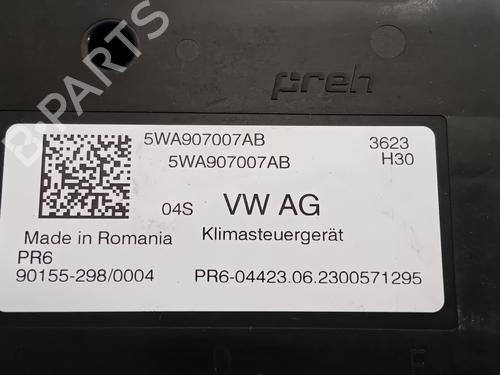 preh
5WA907007AB 3623
5WA907007AB H30
04S VW AG
Made in Romania Klimasteuergerät
PR6
90155-298/0004 PR6-04423.06.2300571295
B-PARTS